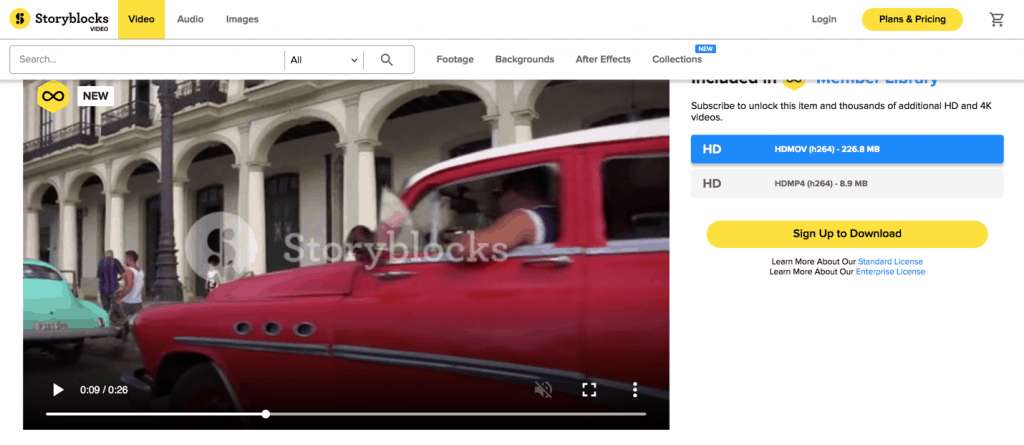 Storyblocks
VIDEO
Video
Audio
Images
Login
Plans & Pricing
Search...
All
Footage
Backgrounds
After Effects
Collections
NEW
NEW
Storyblocks
0:09 / 0:26
Included in Member Library
Subscribe to unlock this item and thousands of additional HD and 4K
videos.
HD HDMOV (h264) - 226.8 MB
HD HDMP4 (h264) - 8.9 MB
Sign Up to Download
Learn More About Our Standard License
Learn More About Our Enterprise License